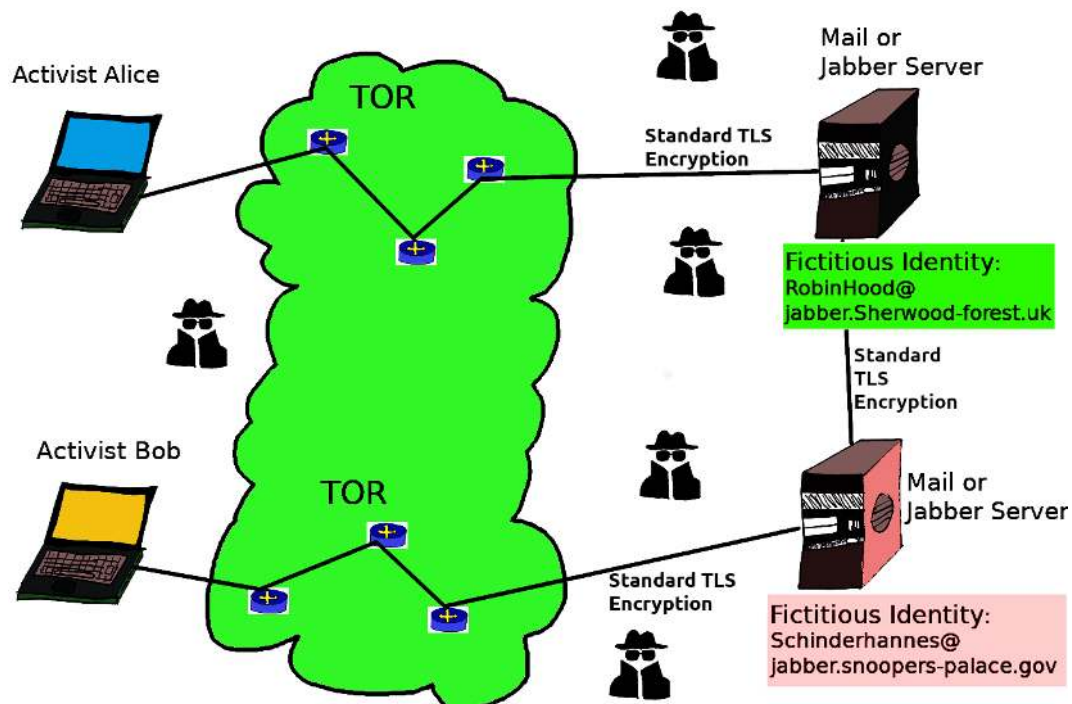 Activist Alice
TOR
Mail or
Jabber Server
Standard TLS
Encryption
Fictitious Identity:
RobinHood@
jabber.Sherwood-forest.uk
Standard
TLS
Encryption
Activist Bob
TOR
Mail or
Jabber Server
Standard TLS
Encryption
Fictitious Identity:
Schinderhannes@
jabber.snoopers-palace.gov